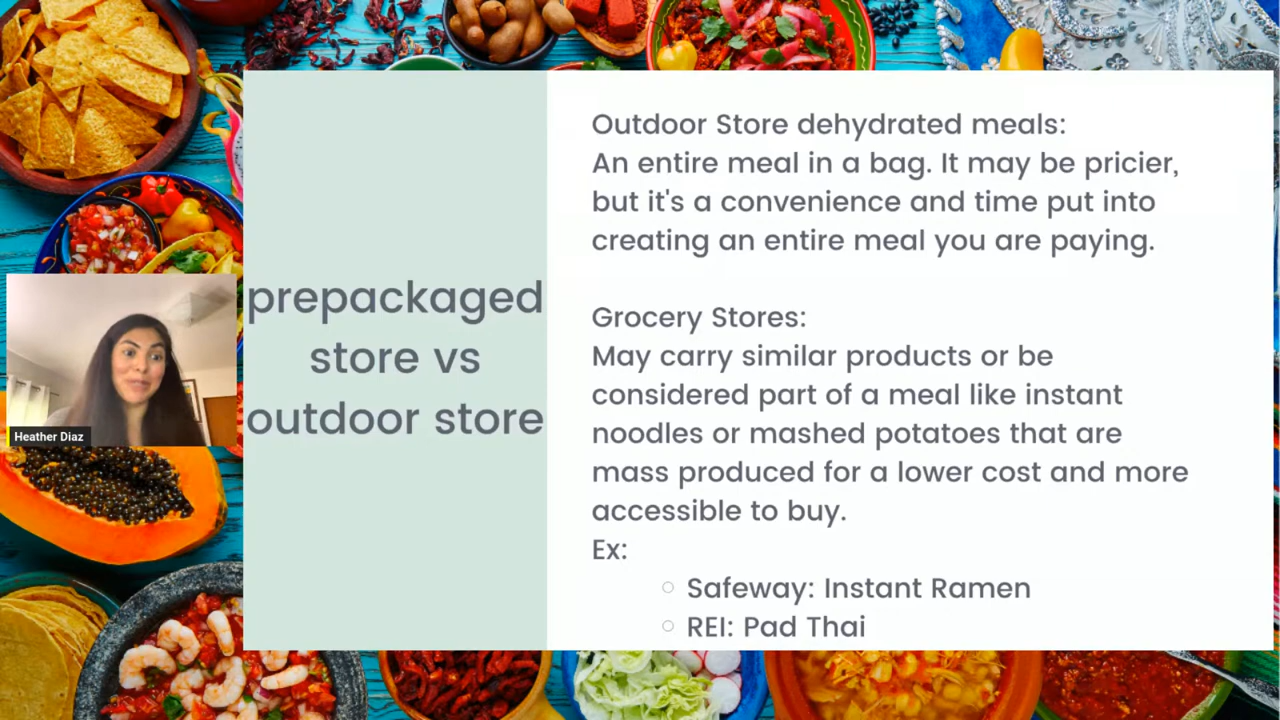 prepackaged
store vs
outdoor store
Outdoor Store dehydrated meals:
An entire meal in a bag. It may be pricier,
but it's a convenience and time put into
creating an entire meal you are paying.
Grocery Stores:
May carry similar products or be
considered part of a meal like instant
noodles or mashed potatoes that are
mass produced for a lower cost and more
accessible to buy.
Ex:
Safeway: Instant Ramen
REI: Pad Thai
Heather Diaz